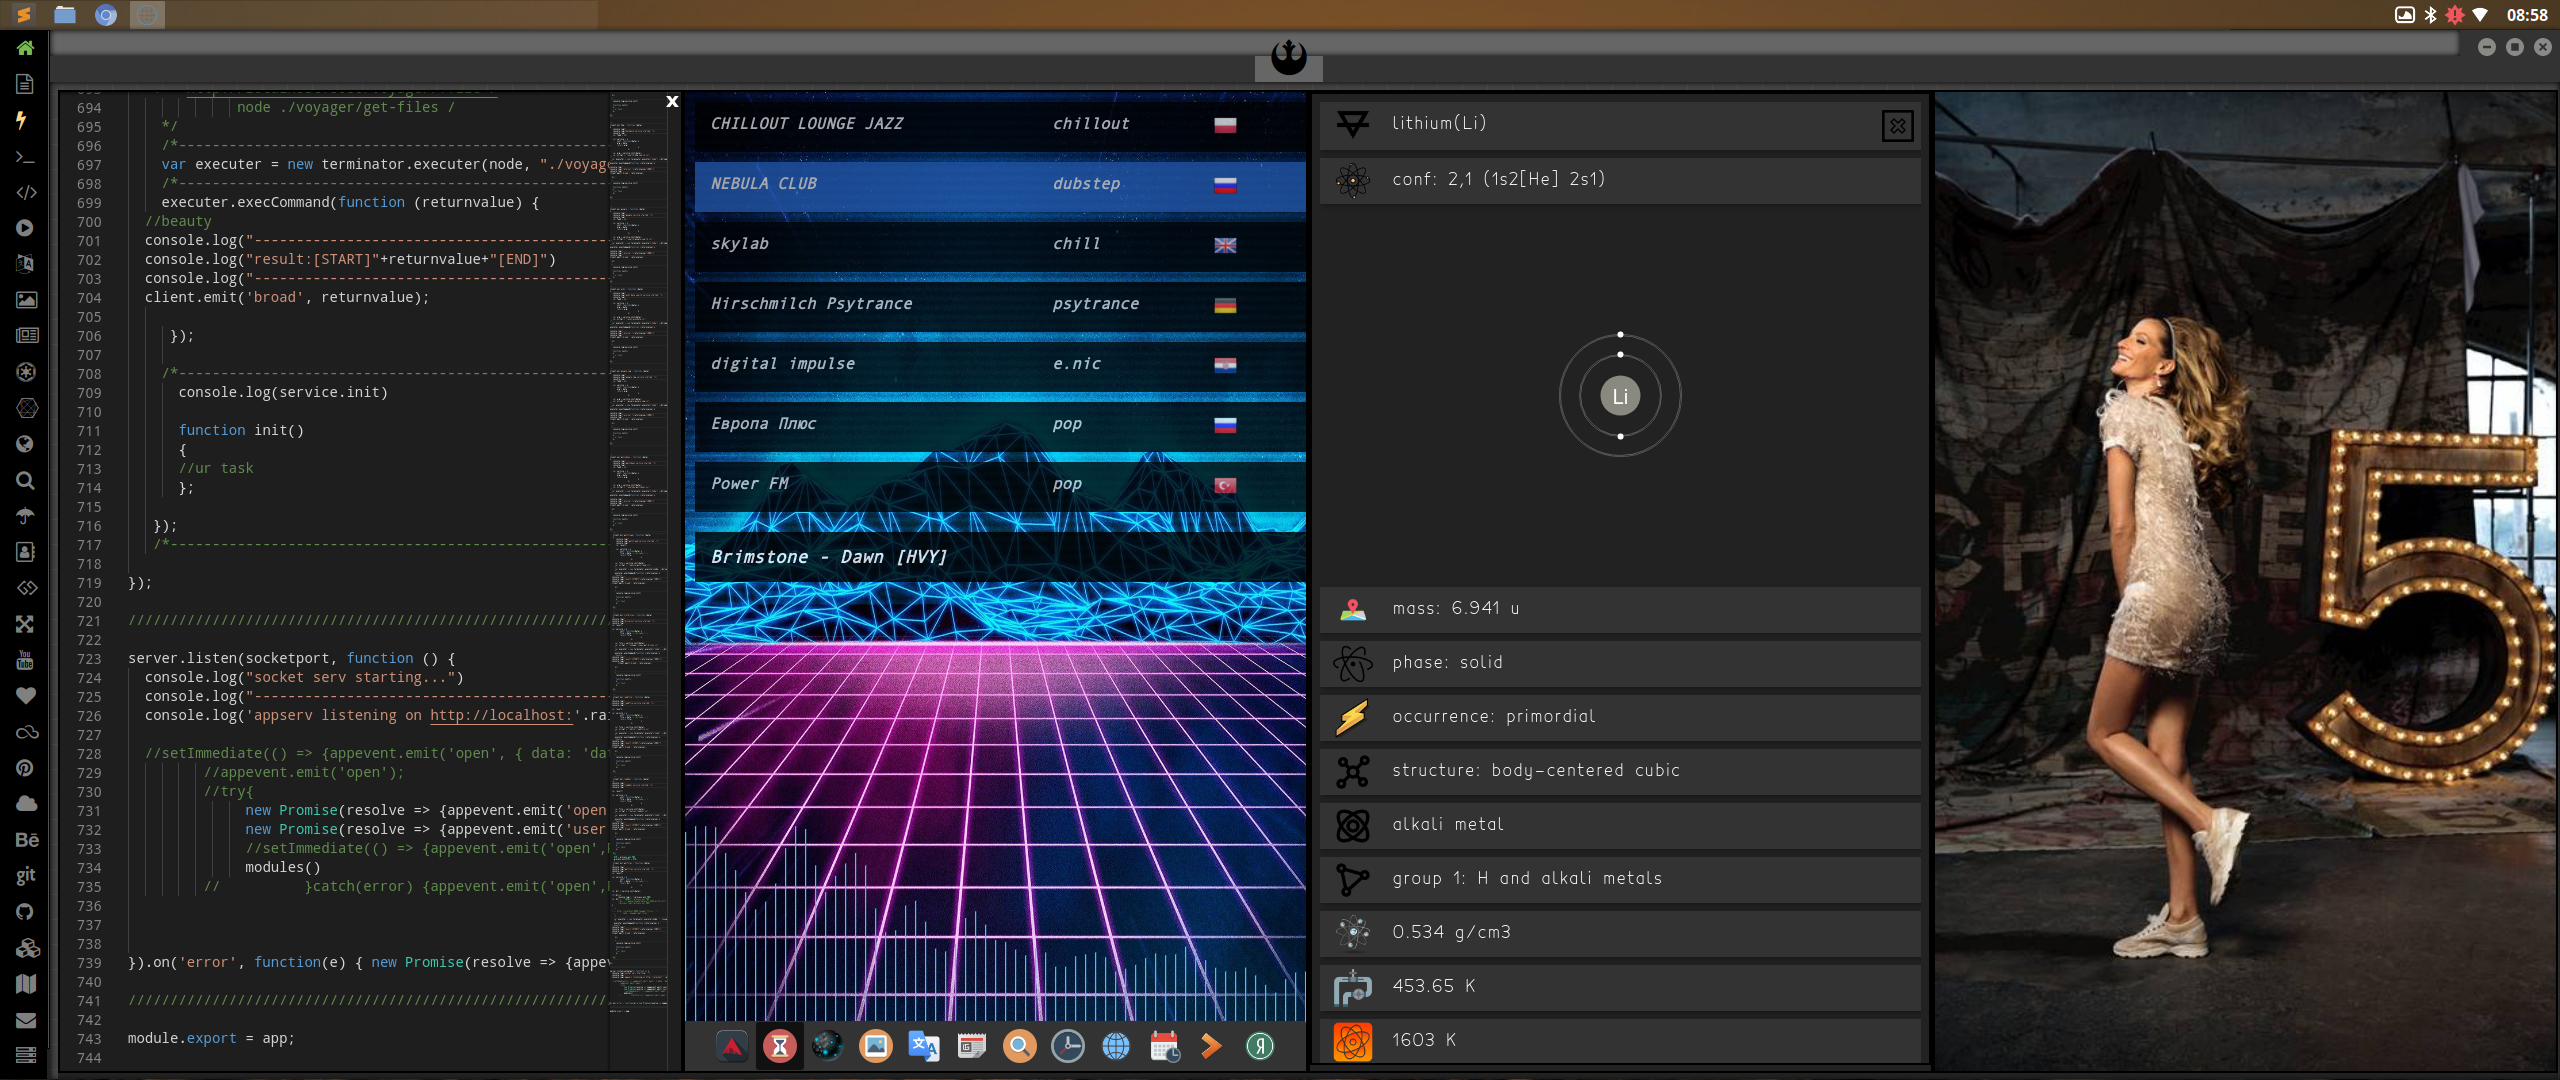 08:58
694 node ./voyager/get-files /
695 */
696 /*------------------------------------------------------
697 var executer = new terminator.executer(node, "./voyag
698 /*------------------------------------------------------
699 executer.execCommand(function (returnvalue) {
700 //beauty
701 console.log("------------------------------------------
702 console.log("result:[START]"+returnvalue+"[END]")
703 console.log("------------------------------------------
704 client.emit('broad', returnvalue);
705
706 });
707
708 /*------------------------------------------------------
709 console.log(service.init)
710
711 function init()
712 {
713 //ur task
714 };
715
716 });
717 /*------------------------------------------------------
718
719 });
720
721 /////////////////////////////////////////////////////////
722
723 server.listen(socketport, function () {
724 console.log("socket serv starting...")
725 console.log("------------------------------------------
726 console.log('appserv listening on http://localhost:'.ra
727
728 //setImmediate(() => {appevent.emit('open', { data: 'da
729 //appevent.emit('open');
730 //try{
731 new Promise(resolve => {appevent.emit('open
732 new Promise(resolve => {appevent.emit('user
733 //setImmediate(() => {appevent.emit('open',
734 modules()
735 // }catch(error) {appevent.emit('open',
736
737
738
739 }).on('error', function(e) { new Promise(resolve => {appe
740
741 /////////////////////////////////////////////////////////
742
743 module.export = app;
744
You Tube
Bē
git
x
CHILLOUT LOUNGE JAZZ chillout
NEBULA CLUB dubstep
skylab chill
Hirschmilch Psytrance psytrance
digital impulse e.nic
Европа Плюс pop
Power FM pop
Brimstone - Dawn [HVY]
文 A
Я
lithium(Li)
conf: 2,1 (1s2[He] 2s1)
Li
mass: 6.941 u
phase: solid
occurrence: primordial
structure: body-centered cubic
alkali metal
group 1: H and alkali metals
0.534 g/cm3
453.65 K
1603 K
5